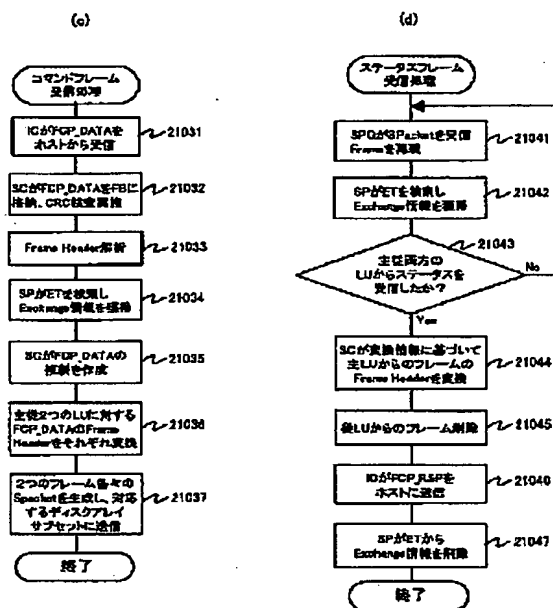 (c)
コマンドフレーム
受信処理
ICがFCP_DATAを
ホストから受信
21031
SCがFCP_DATAをFBに
格納、CRC検査実施
21032
Frame Header解析
21033
SPがETを検索し
Exchange情報を獲得
21034
SCがFCP_DATAの
複製を作成
21035
主従2つのLUに対する
FCP_DATAのFrame
Headerをそれぞれ変換
21036
2つのフレーム各々の
Spacketを生成し、対応
するディスクアレイ
サブセットに送信
21037
終了
(d)
ステータスフレーム
受信処理
SPGがSPacketを受信
Frameを再現
21041
SPがETを検索し
Exchange情報を獲得
21042
21043
主従両方の
LUからステータスを
受信したか?
No
Yes
SCが変換情報に基づいて
主LUからのフレームの
Frame Headerを変換
21044
従LUからのフレーム削除
21045
ICがFCP_RSPを
ホストに送信
21046
SPがETから
Exchange情報を削除
21047
終了